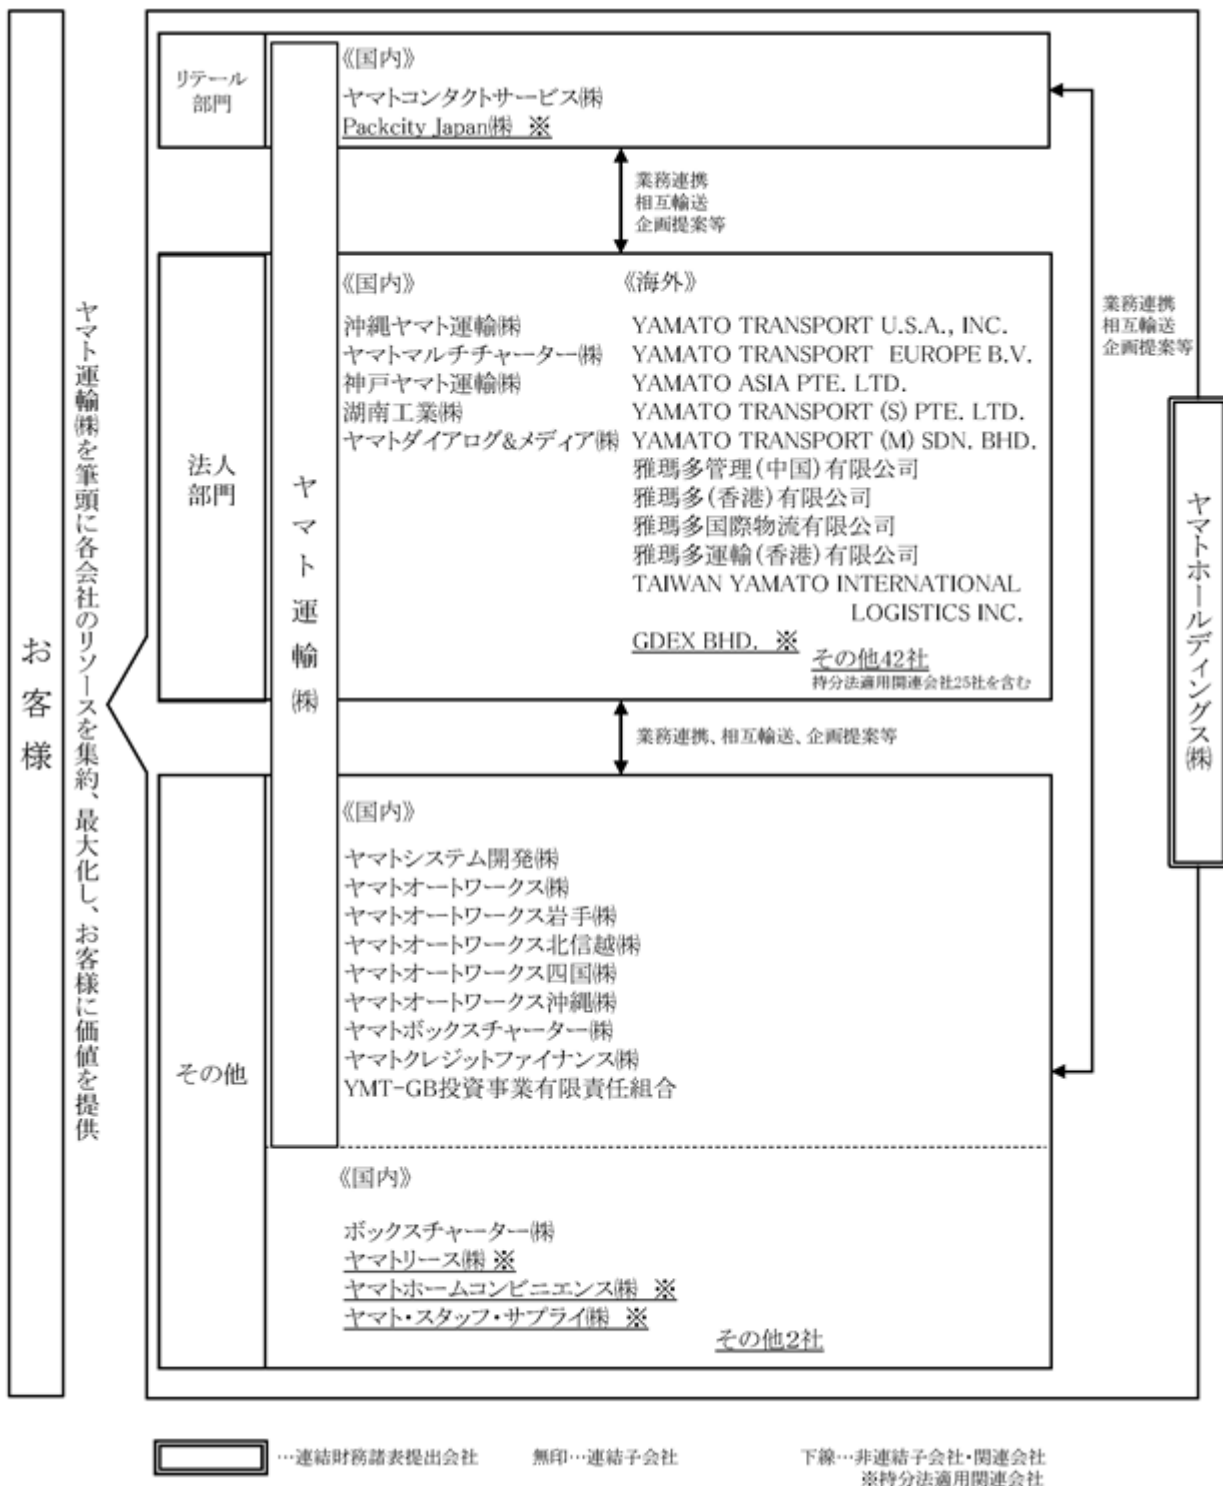 お客様
ヤマト運輸㈱を筆頭に各会社のリソースを集約、最大化し、お客様に価値を提供
リテール
部門
ヤマト運輸㈱
《国内》
ヤマトコンタクトサービス㈱
Packcity Japan㈱ ※
業務連携
相互輸送
企画提案等
法人
部門
《国内》
沖縄ヤマト運輸㈱
ヤマトマルチチャーター㈱
神戸ヤマト運輸㈱
湖南工業㈱
ヤマトダイアログ&メディア㈱
《海外》
YAMATO TRANSPORT U.S.A., INC.
YAMATO TRANSPORT EUROPE B.V.
YAMATO ASIA PTE. LTD.
YAMATO TRANSPORT (S) PTE. LTD.
YAMATO TRANSPORT (M) SDN. BHD.
雅瑪多管理(中国)有限公司
雅瑪多(香港)有限公司
雅瑪多国際物流有限公司
雅瑪多運輸(香港)有限公司
TAIWAN YAMATO INTERNATIONAL
LOGISTICS INC.
GDEX BHD. ※
その他42社
持分法適用関連会社25社を含む
業務連携、相互輸送、企画提案等
その他
《国内》
ヤマトシステム開発㈱
ヤマトオートワークス㈱
ヤマトオートワークス岩手㈱
ヤマトオートワークス北信越㈱
ヤマトオートワークス四国㈱
ヤマトオートワークス沖縄㈱
ヤマトボックスチャーター㈱
ヤマトクレジットファイナンス㈱
YMT-GB投資事業有限責任組合
《国内》
ボックスチャーター㈱
ヤマトリース㈱ ※
ヤマトホームコンビニエンス㈱ ※
ヤマト・スタッフ・サプライ㈱ ※
その他2社
業務連携
相互輸送
企画提案等
ヤマトホールディングス㈱
…連結財務諸表提出会社 無印…連結子会社 下線…非連結子会社・関連会社
※持分法適用関連会社